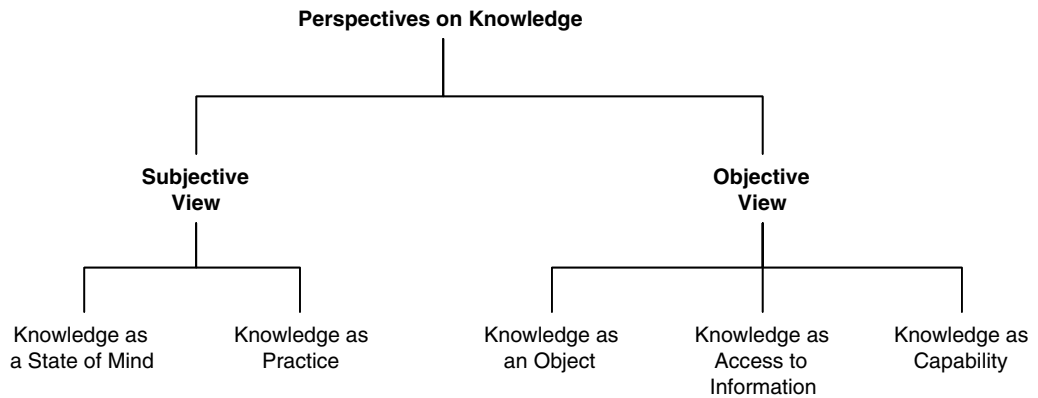 Perspectives on Knowledge
Subjective
View
Objective
View
Knowledge as
a State of Mind
Knowledge as
Practice
Knowledge as
an Object
Knowledge as
Access to
Information
Knowledge as
Capability